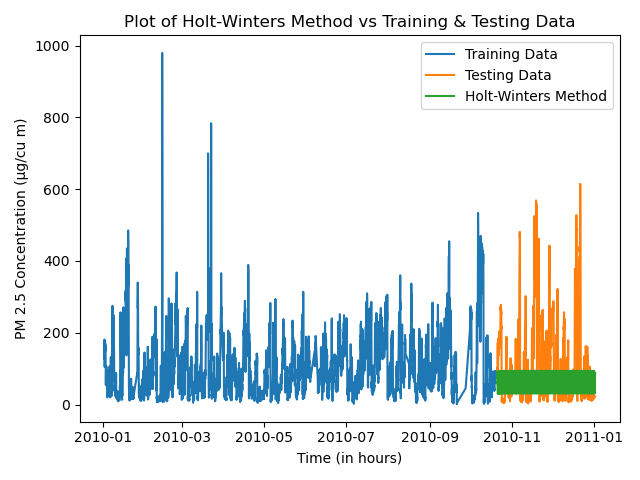 Plot of Holt-Winters Method vs Training & Testing Data
PM 2.5 Concentration (µg/cu m)
1000
800
600
400
200
0
Training Data
Testing Data
Holt-Winters Method
2010-01 2010-03 2010-05 2010-07 2010-09 2010-11 2011-01
Time (in hours)